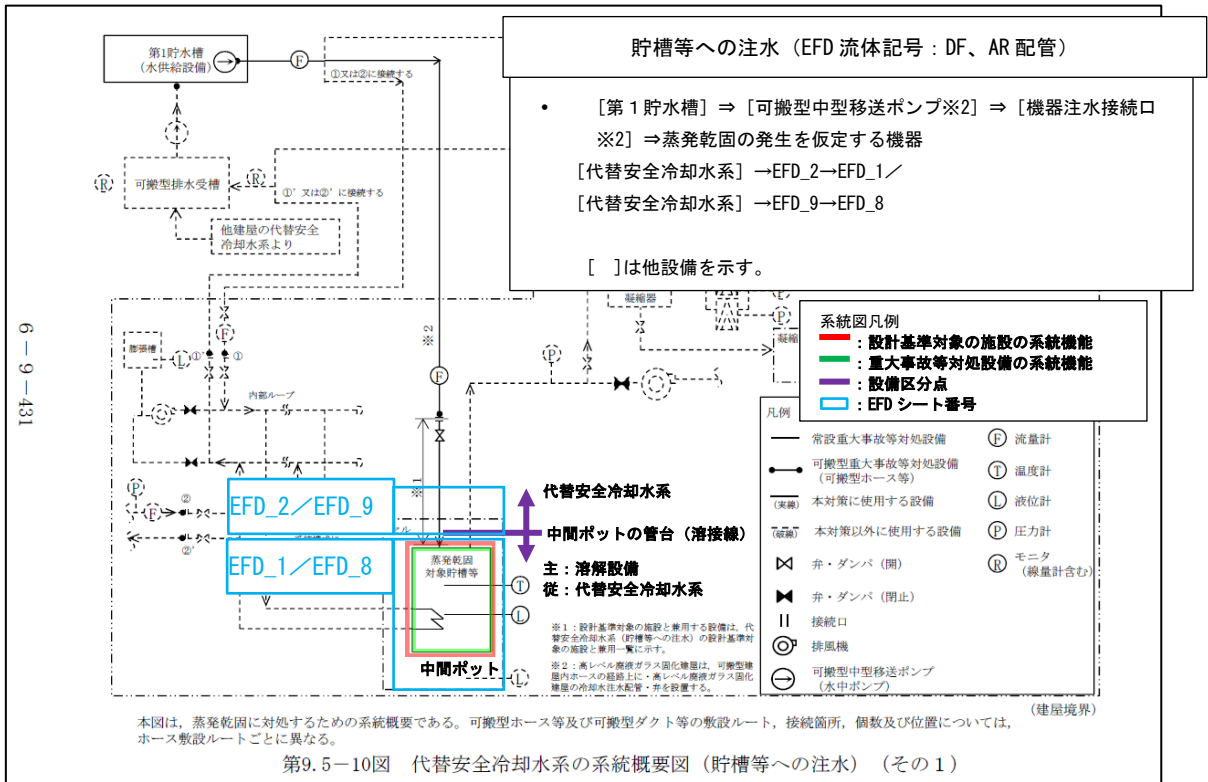 貯槽等への注水（EFD 流体記号：DF、AR 配管）
• ［第１貯水槽］⇒［可搬型中型移送ポンプ※2］⇒［機器注水接続口
※2］⇒蒸発乾固の発生を仮定する機器
［代替安全冷却水系］→EFD_2→EFD_1／
［代替安全冷却水系］→EFD_9→EFD_8
［　］は他設備を示す。
第1貯水槽
（水供給設備）
F
①又は②に接続する
R
可搬型排水受槽
R
①’又は②’に接続する
他建屋の代替安全
冷却水系より
凝縮器
P
P
凝縮
系統図凡例
：設計基準対象の施設の系統機能
：重大事故等対処設備の系統機能
：設備区分点
：EFD シート番号
膨張槽
L
①’
F
①
※2
F
P
内部ループ
※1
P
F
②
②’
EFD_2／EFD_9
EFD_1／EFD_8
代替安全冷却水系
中間ポットの管台（溶接線）
主：溶解設備
従：代替安全冷却水系
セル
蒸発乾固
対象貯槽等
T
L
中間ポット
L
※１：設計基準対象の施設と兼用する設備は、代
替安全冷却水系（貯槽等への注水）の設計基準対
象の施設と兼用一覧に示す。
※２：高レベル廃液ガラス固化建屋は，可搬型建
屋内ホースの経路上に・高レベル廃液ガラス固化
建屋の冷却水注水配管・弁を設置する。
凡例
常設重大事故等対処設備
可搬型重大事故等対処設備
（可搬型ホース等）
（実線）
本対策に使用する設備
（破線）
本対策以外に使用する設備
弁・ダンパ（開）
弁・ダンパ（閉止）
接続口
排風機
可搬型中型移送ポンプ
（水中ポンプ）
F 流量計
T 温度計
L 液位計
P 圧力計
R モニタ
（線量計含む）
（建屋境界）
本図は，蒸発乾固に対処するための系統概要である。可搬型ホース等及び可搬型ダクト等の敷設ルート，接続箇所，個数及び位置については，
ホース敷設ルートごとに異なる。
第9.5－10図　代替安全冷却水系の系統概要図（貯槽等への注水）（その１）
6－9－431